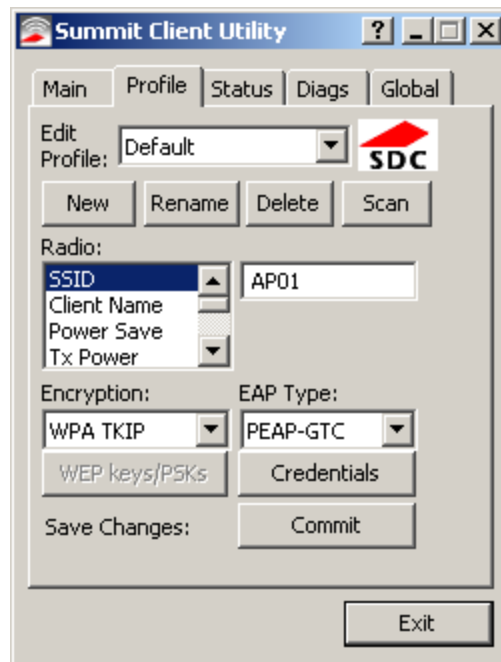 Summit Client Utility ? X
Main Profile Status Diags Global
Edit Profile: Default
SDC
New Rename Delete Scan
Radio:
SSID AP01
Client Name
Power Save
Tx Power
Encryption: EAP Type:
WPA TKIP PEAP-GTC
WEP keys/PSKs Credentials
Save Changes: Commit
Exit